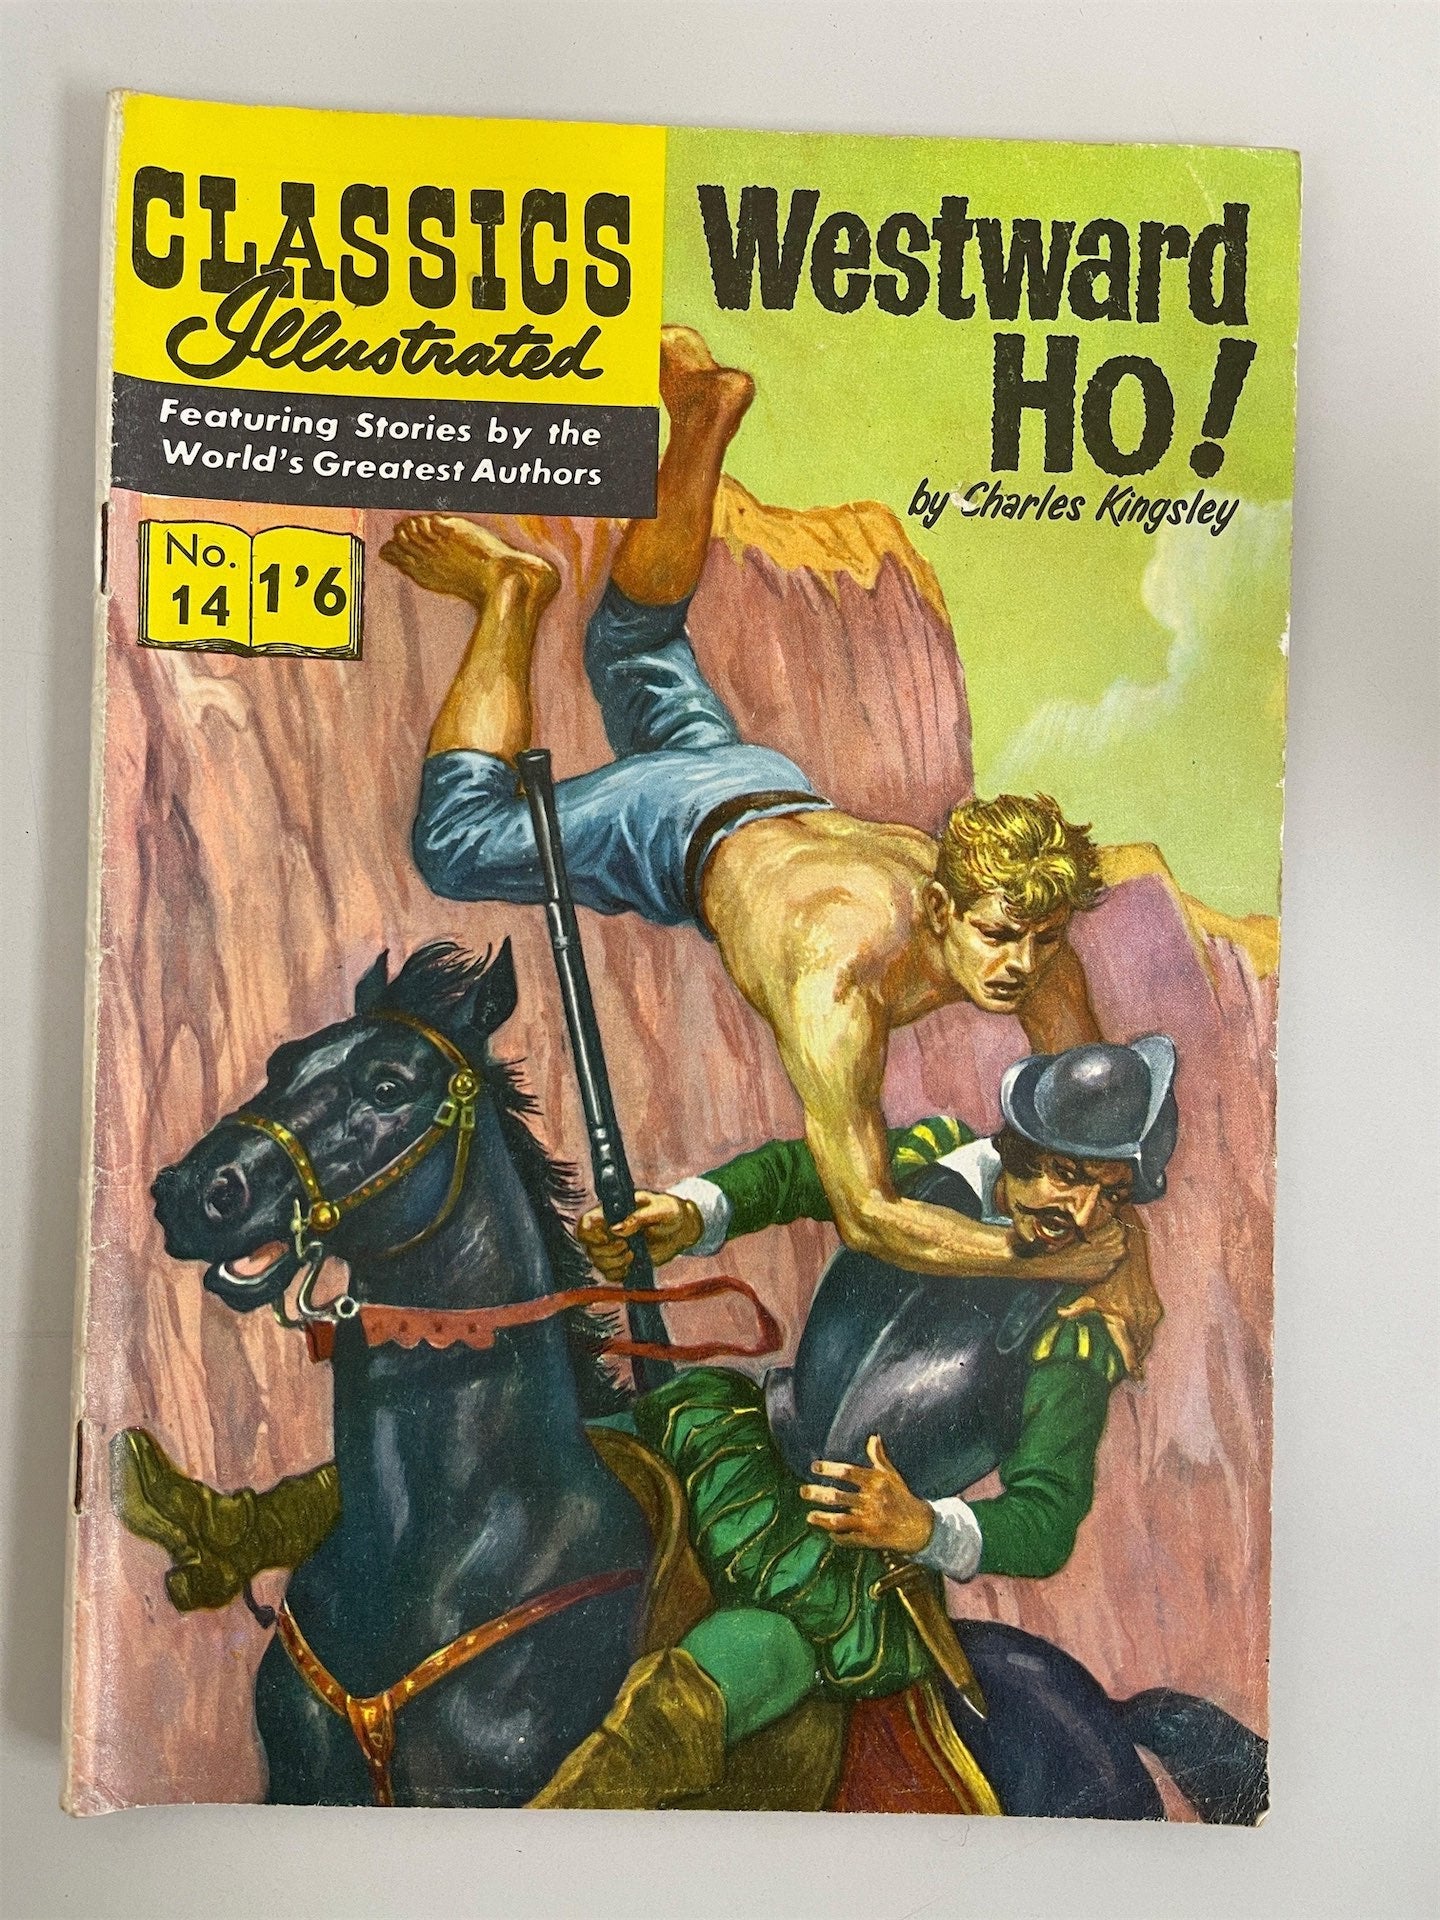 CLASSICS
Illustrated
Featuring Stories by the
World's Greatest Authors
No.
14
1'6
Westward
Ho!
by Charles Kingsley